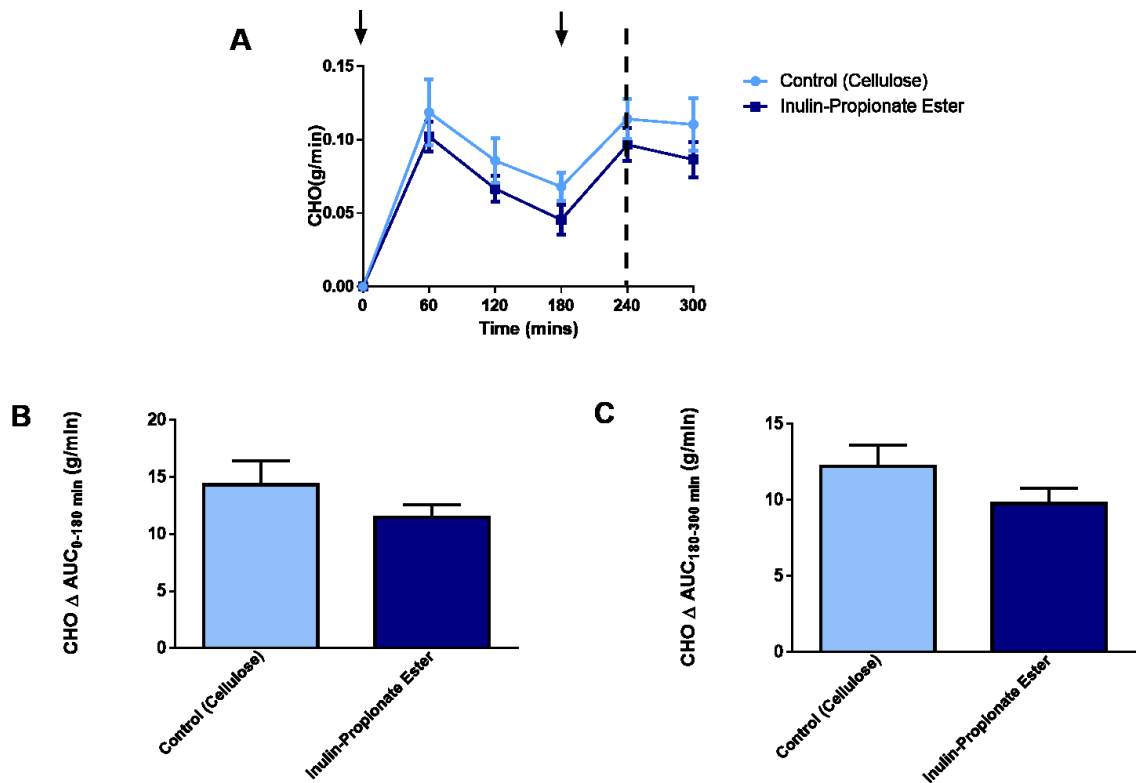 A
CHO(g/min)
0.15
0.10
0.05
0.00
0 60 120 180 240 300
Time (mins)
Control (Cellulose)
Inulin-Propionate Ester
B
CHO Δ AUC0-180 min (g/min)
20
15
10
5
0
Control (Cellulose)
Inulin-Propionate Ester
C
CHO Δ AUC180-300 min (g/min)
15
10
5
0
Control (Cellulose)
Inulin-Propionate Ester